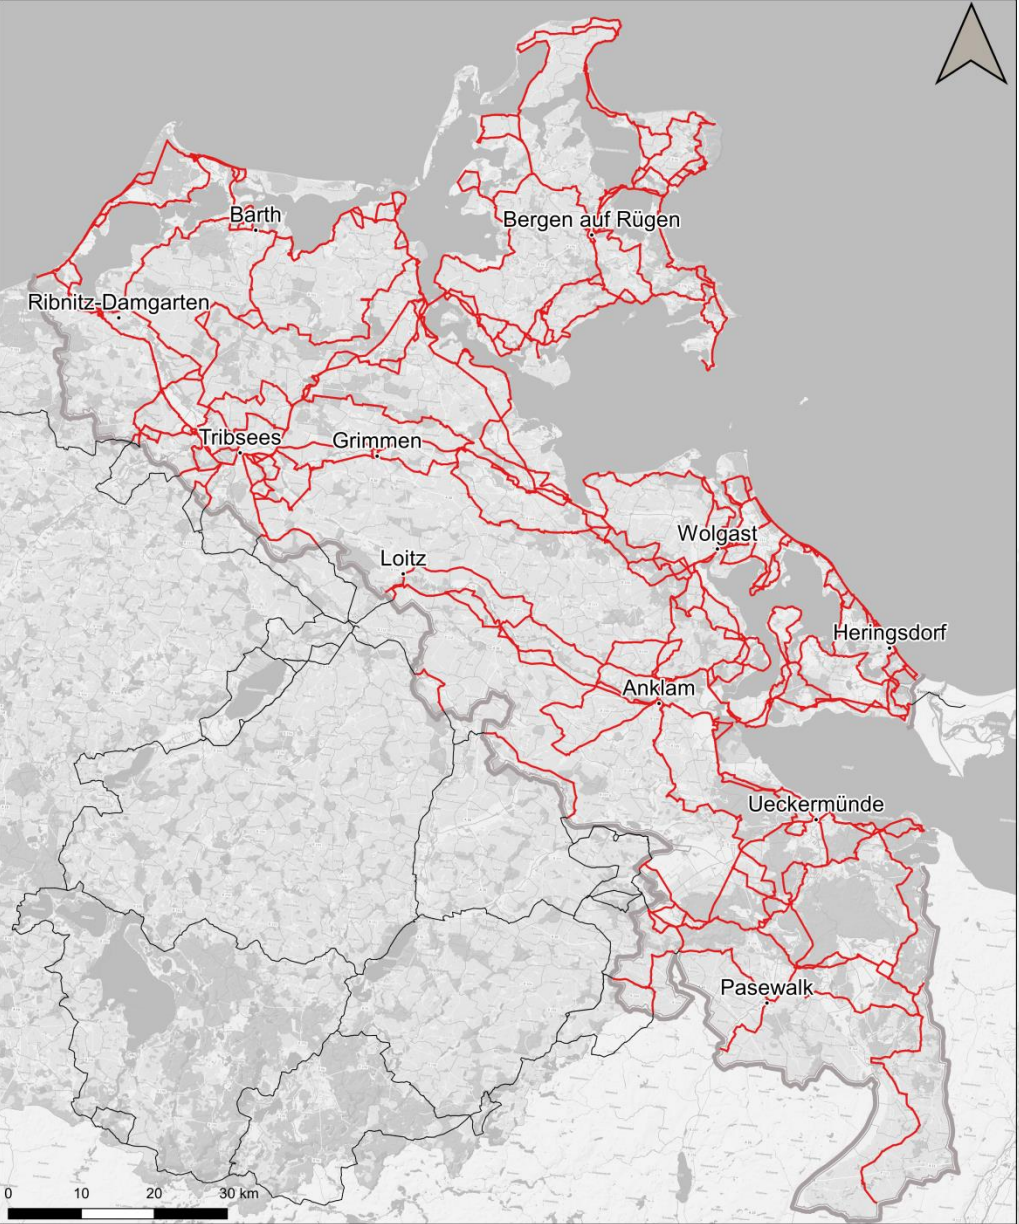 Barth
Bergen auf Rügen
Ribnitz-Damgarten
Tribsees
Grimmen
Wolgast
Loitz
Heringsdorf
Anklam
Ueckermünde
Pasewalk
0 10 20 30 km